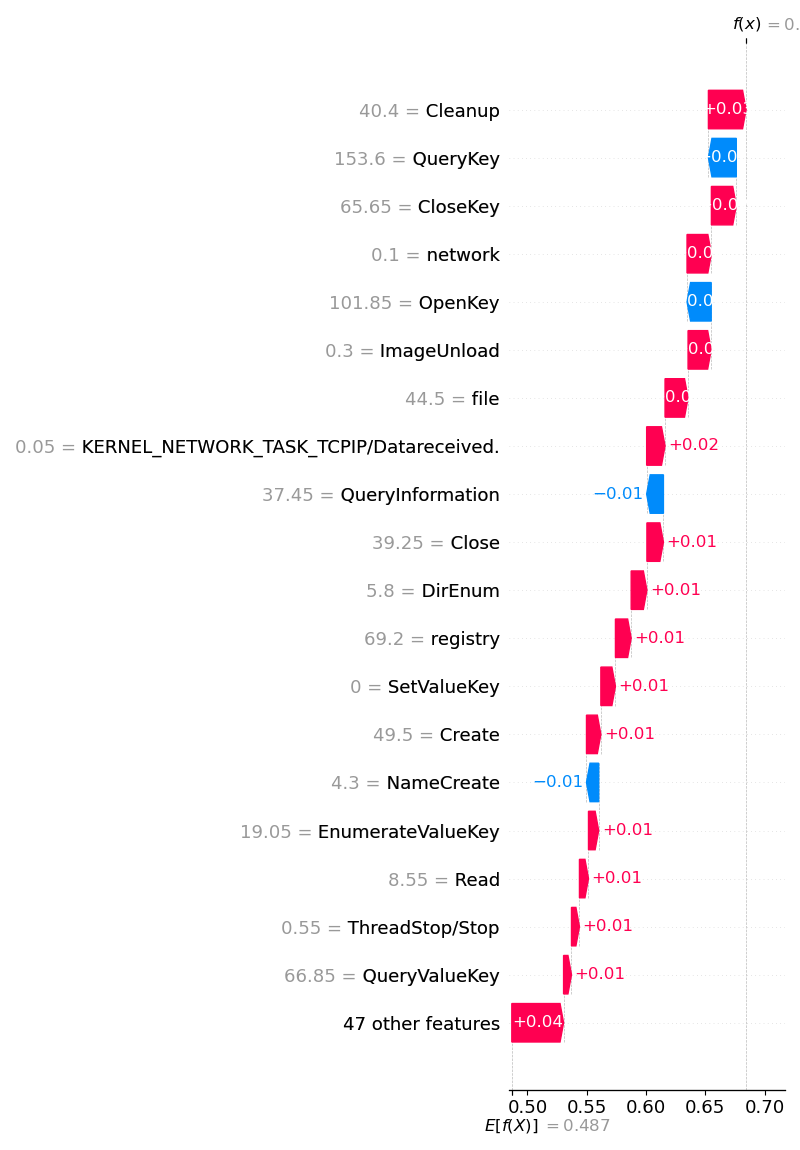 f(x) = 0.
40.4 = Cleanup
153.6 = QueryKey
65.65 = CloseKey
0.1 = network
101.85 = OpenKey
0.3 = ImageUnload
44.5 = file
0.05 = KERNEL_NETWORK_TASK_TCPIP/Datareceived. +0.02
37.45 = QueryInformation −0.01
39.25 = Close +0.01
5.8 = DirEnum +0.01
69.2 = registry +0.01
0 = SetValueKey +0.01
49.5 = Create +0.01
4.3 = NameCreate −0.01
19.05 = EnumerateValueKey +0.01
8.55 = Read +0.01
0.55 = ThreadStop/Stop +0.01
66.85 = QueryValueKey +0.01
47 other features +0.04
0.50 0.55 0.60 0.65 0.70
E[f(X)] = 0.487